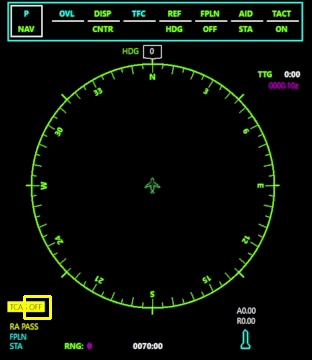 P OVL DISP TFC REF FPLN AID TACT
NAV CNTR HDG OFF STA ON
HDG 0
N
33 3
TTG 0:00
30 6
W E
24 12
21 15
S
TCA OFF
A0.00
R0.00
RA PASS
FPLN
STA RNG: 0 0070:00